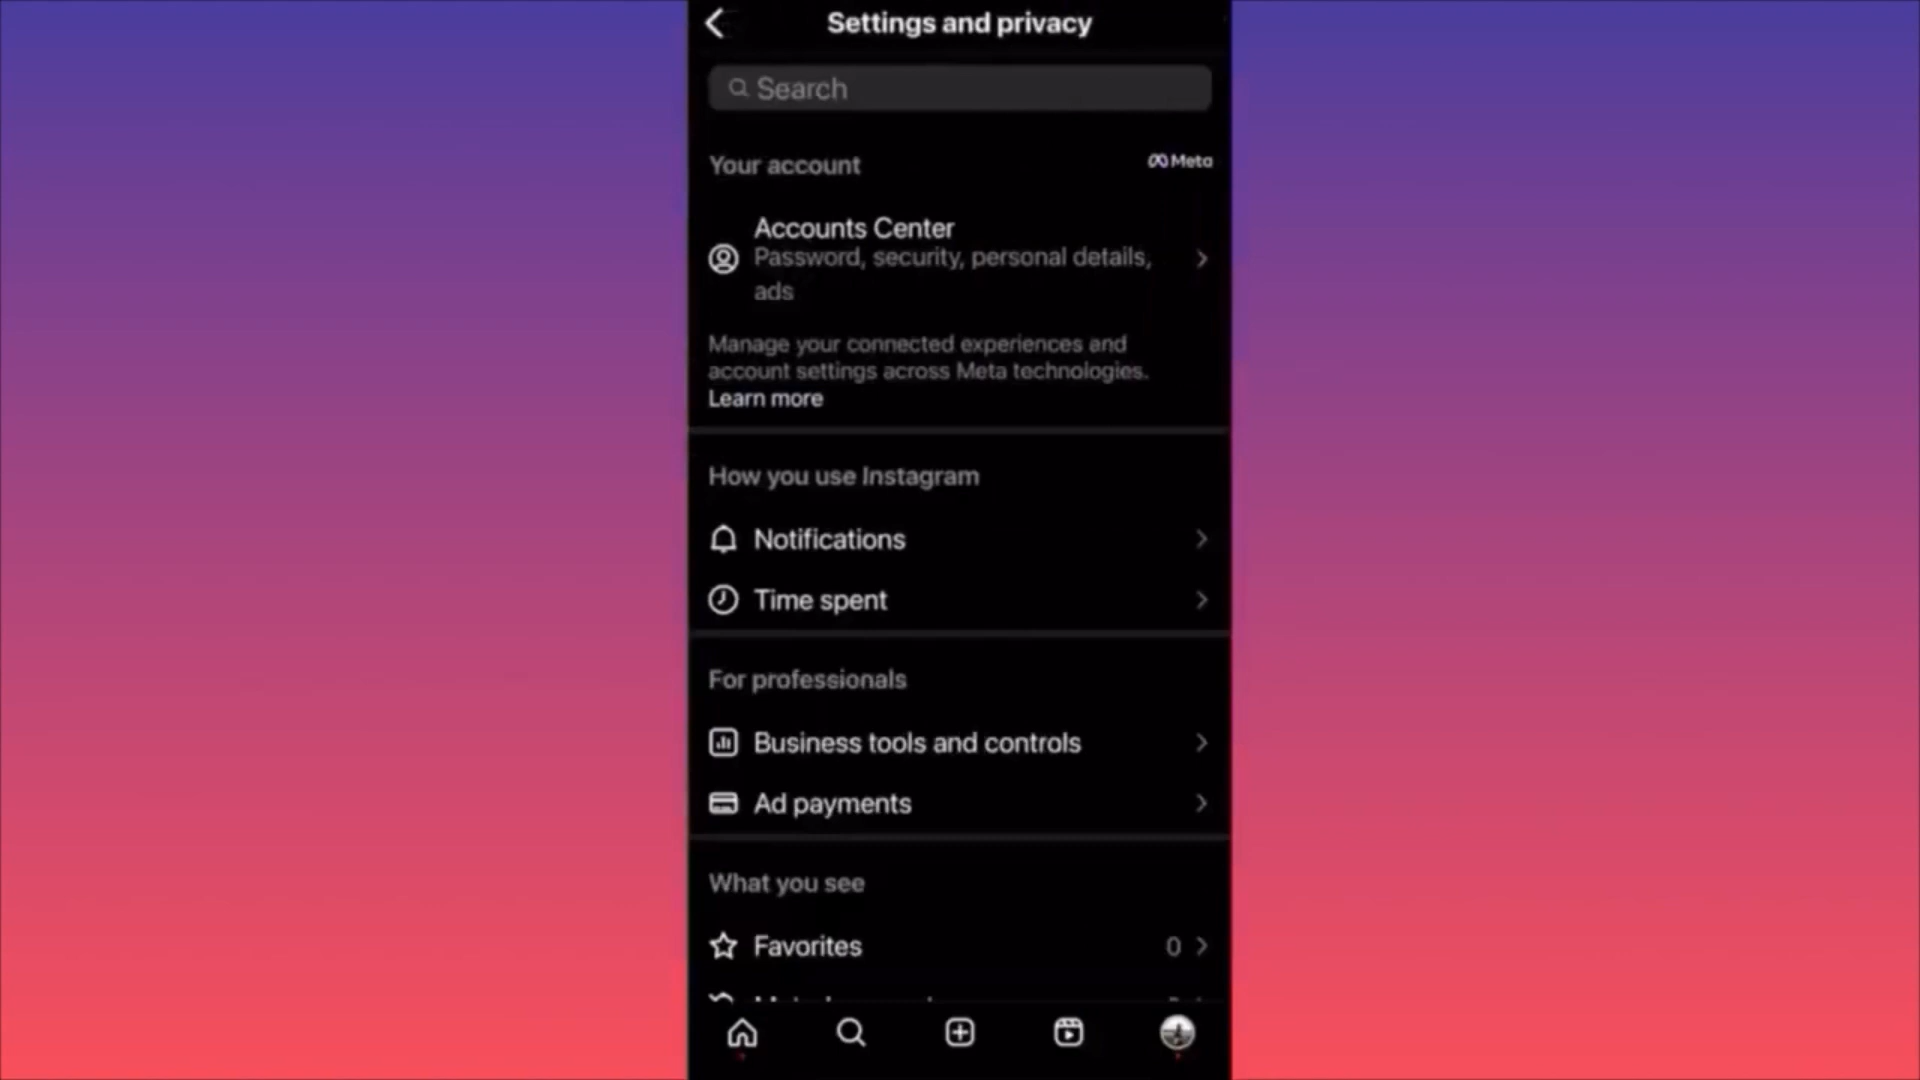 Settings and privacy
Search
Your account
Meta
Accounts Center
Password, security, personal details,
ads
Manage your connected experiences and
account settings across Meta technologies.
Learn more
How you use Instagram
Notifications
Time spent
For professionals
Business tools and controls
Ad payments
What you see
Favorites
0